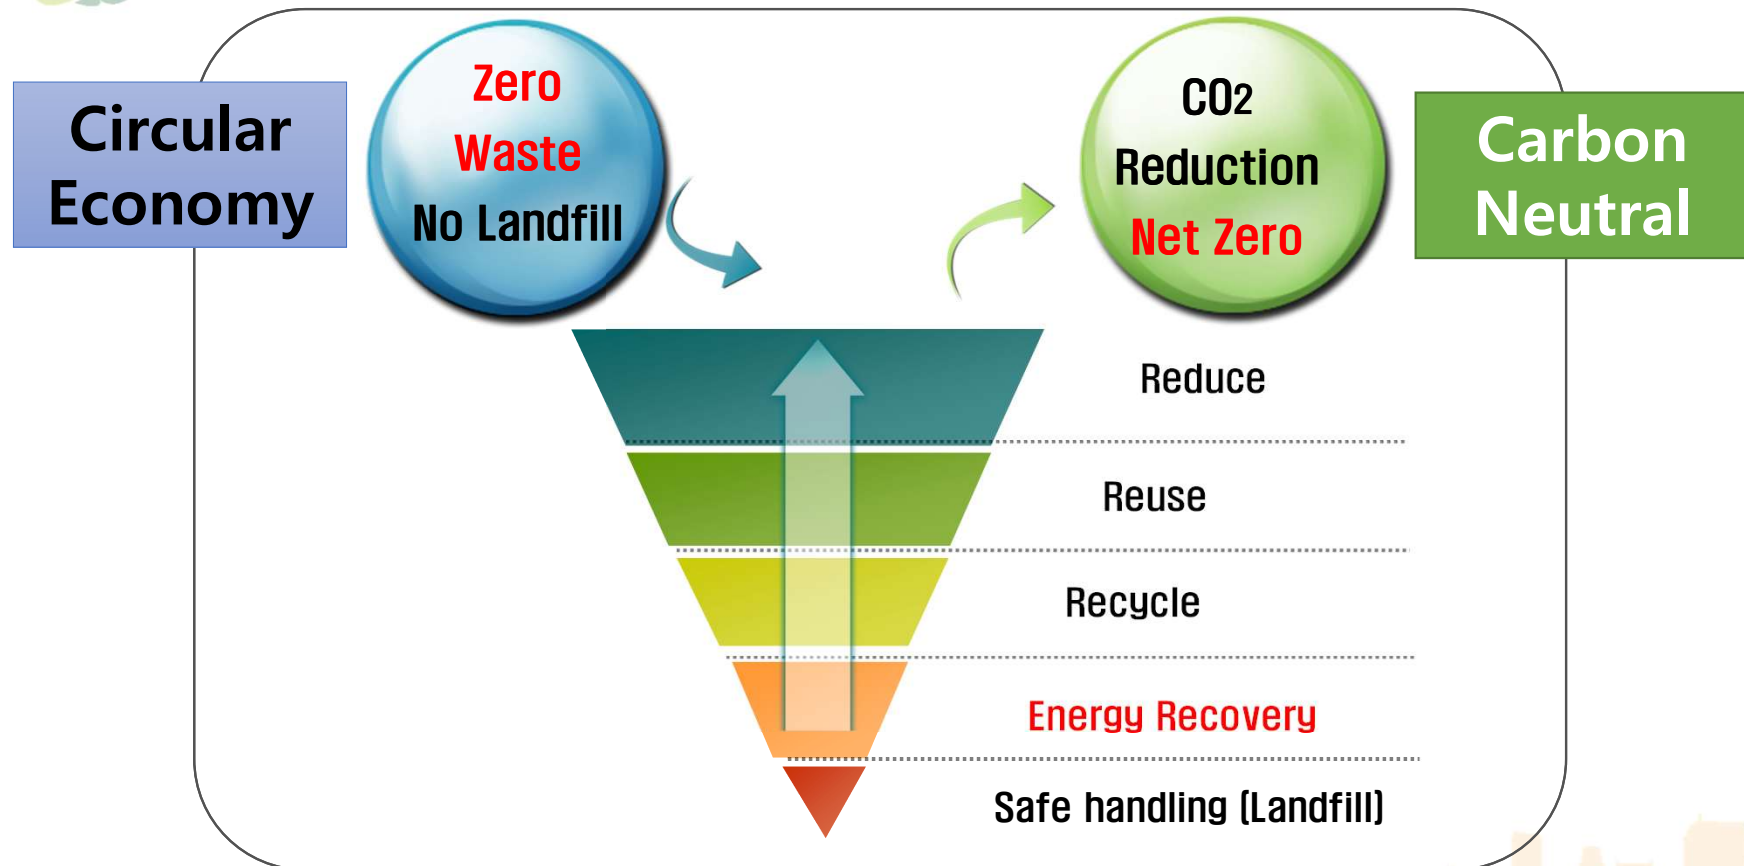 Circular
Economy
Zero
Waste
No Landfill
CO2
Reduction
Net Zero
Carbon
Neutral
Reduce
Reuse
Recycle
Energy Recovery
Safe handling (Landfill)